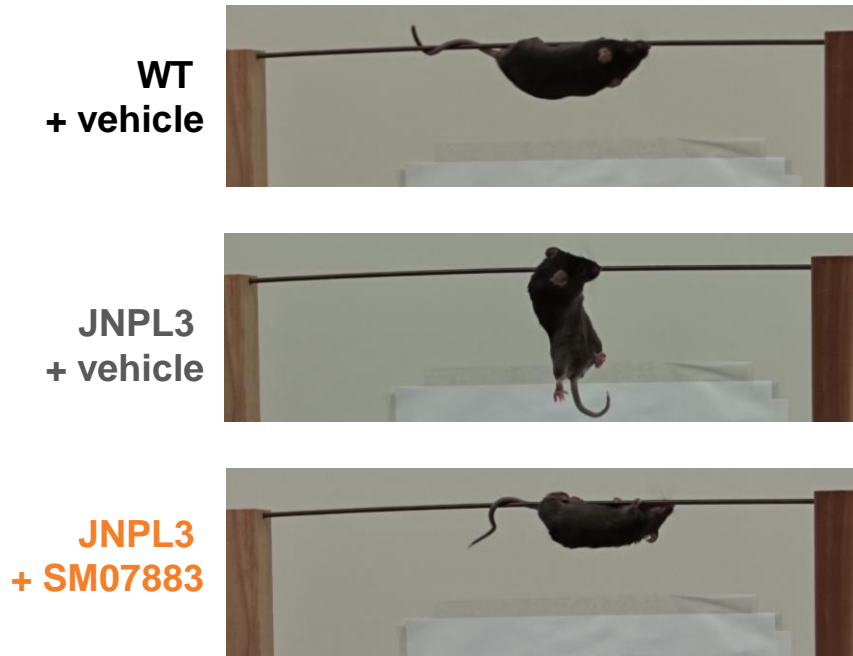 WT
+ vehicle
JNPL3
+ vehicle
JNPL3
+ SM07883